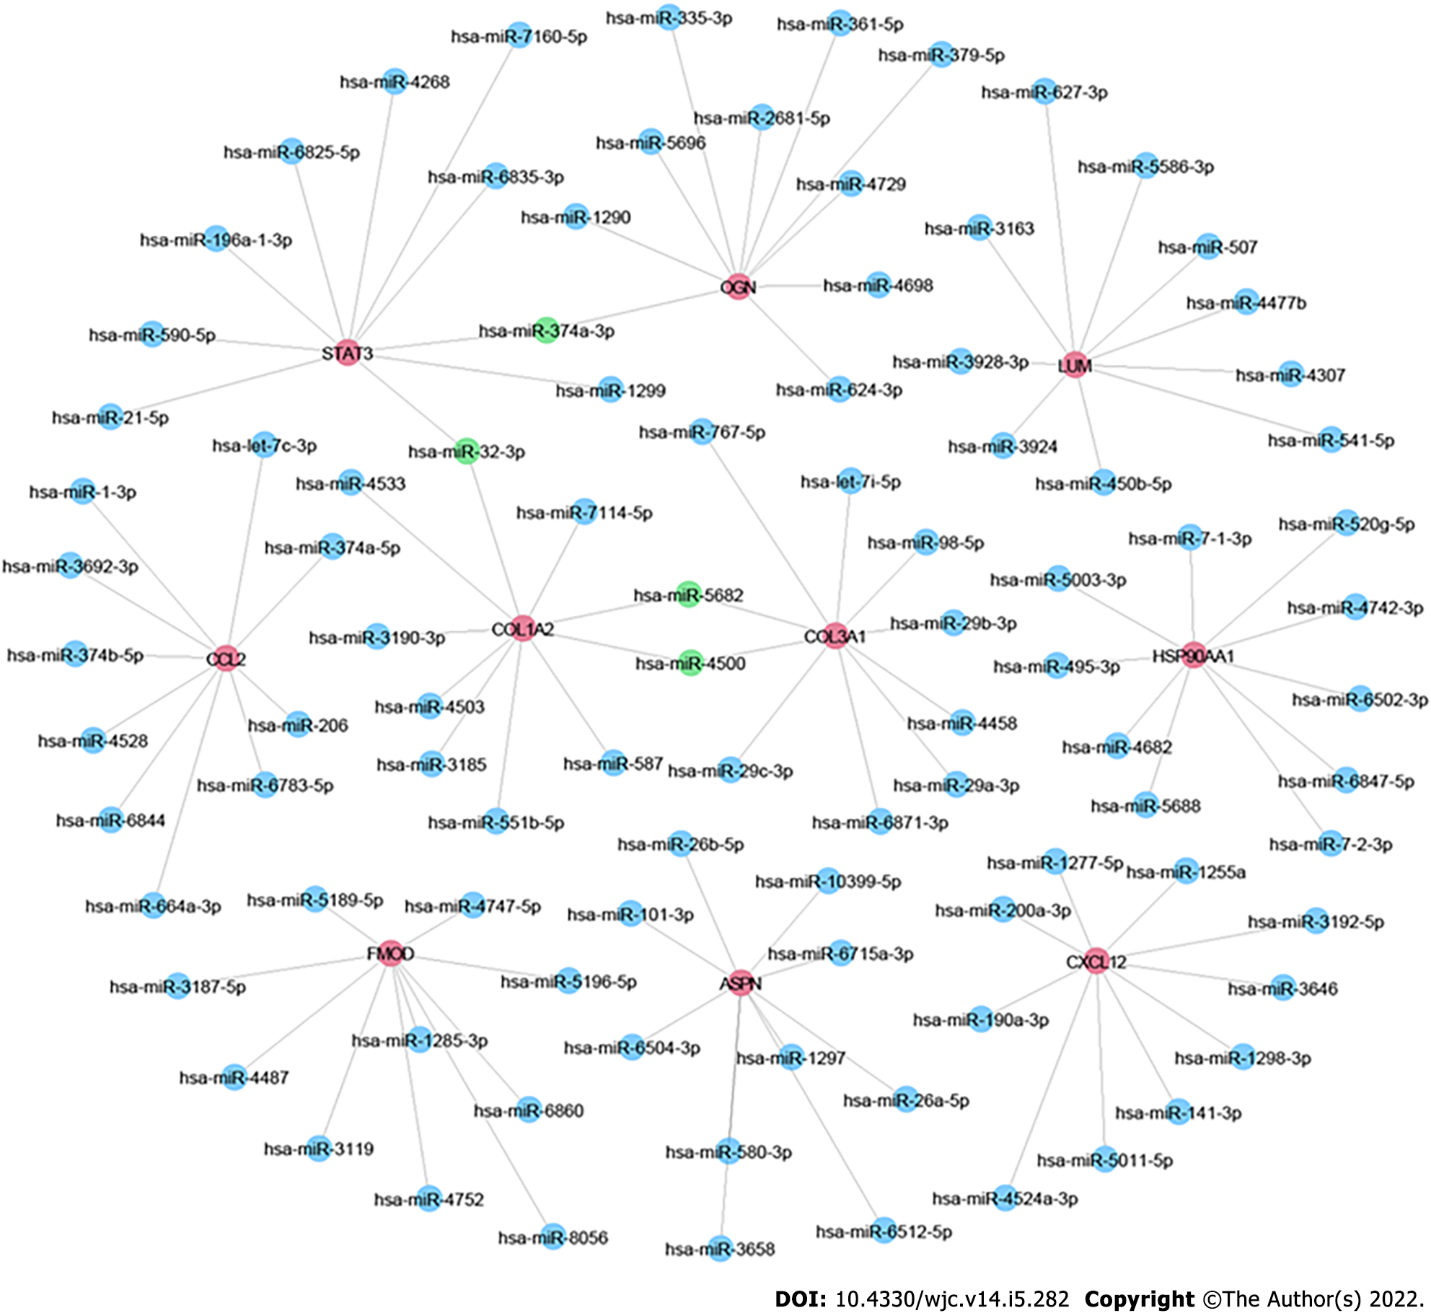 hsa-miR-335-3p
hsa-miR-361-5p
hsa-miR-7160-5p
hsa-miR-379-5p
hsa-miR-4268
hsa-miR-627-3p
hsa-miR-2681-5p
hsa-miR-5696
hsa-miR-6825-5p
hsa-miR-5586-3p
hsa-miR-6835-3p
hsa-miR-4729
hsa-miR-1290
hsa-miR-3163
hsa-miR-196a-1-3p
hsa-miR-507
OGN
hsa-miR-4698
hsa-miR-4477b
hsa-miR-374a-3p
hsa-miR-590-5p
STAT3
hsa-miR-3928-3p
LUM
hsa-miR-4307
hsa-miR-1299
hsa-miR-624-3p
hsa-miR-21-5p
hsa-miR-767-5p
hsa-miR-541-5p
hsa-let-7c-3p
hsa-miR-3924
hsa-miR-32-3p
hsa-miR-4533
hsa-let-7i-5p
hsa-miR-450b-5p
hsa-miR-1-3p
hsa-miR-7114-5p
hsa-miR-520g-5p
hsa-miR-7-1-3p
hsa-miR-98-5p
hsa-miR-374a-5p
hsa-miR-3692-3p
hsa-miR-5003-3p
hsa-miR-5682
hsa-miR-4742-3p
hsa-miR-29b-3p
COL1A2
hsa-miR-3190-3p
COL3A1
hsa-miR-374b-5p
CCL2
HSP90AA1
hsa-miR-4500
hsa-miR-495-3p
hsa-miR-6502-3p
hsa-miR-4503
hsa-miR-4458
hsa-miR-206
hsa-miR-4528
hsa-miR-4682
hsa-miR-3185
hsa-miR-587
hsa-miR-29c-3p
hsa-miR-6847-5p
hsa-miR-6783-5p
hsa-miR-29a-3p
hsa-miR-5688
hsa-miR-6844
hsa-miR-551b-5p
hsa-miR-6871-3p
hsa-miR-26b-5p
hsa-miR-7-2-3p
hsa-miR-1277-5p
hsa-miR-1255a
hsa-miR-10399-5p
hsa-miR-5189-5p
hsa-miR-664a-3p
hsa-miR-4747-5p
hsa-miR-200a-3p
hsa-miR-101-3p
hsa-miR-3192-5p
FMOD
hsa-miR-6715a-3p
CXCL12
hsa-miR-5196-5p
ASPN
hsa-miR-3187-5p
hsa-miR-3646
hsa-miR-190a-3p
hsa-miR-1285-3p
hsa-miR-6504-3p
hsa-miR-1297
hsa-miR-1298-3p
hsa-miR-4487
hsa-miR-26a-5p
hsa-miR-6860
hsa-miR-141-3p
hsa-miR-3119
hsa-miR-580-3p
hsa-miR-5011-5p
hsa-miR-4752
hsa-miR-4524a-3p
hsa-miR-6512-5p
hsa-miR-8056
hsa-miR-3658
DOI: 10.4330/wjc.v14.i5.282 Copyright ©The Author(s) 2022.